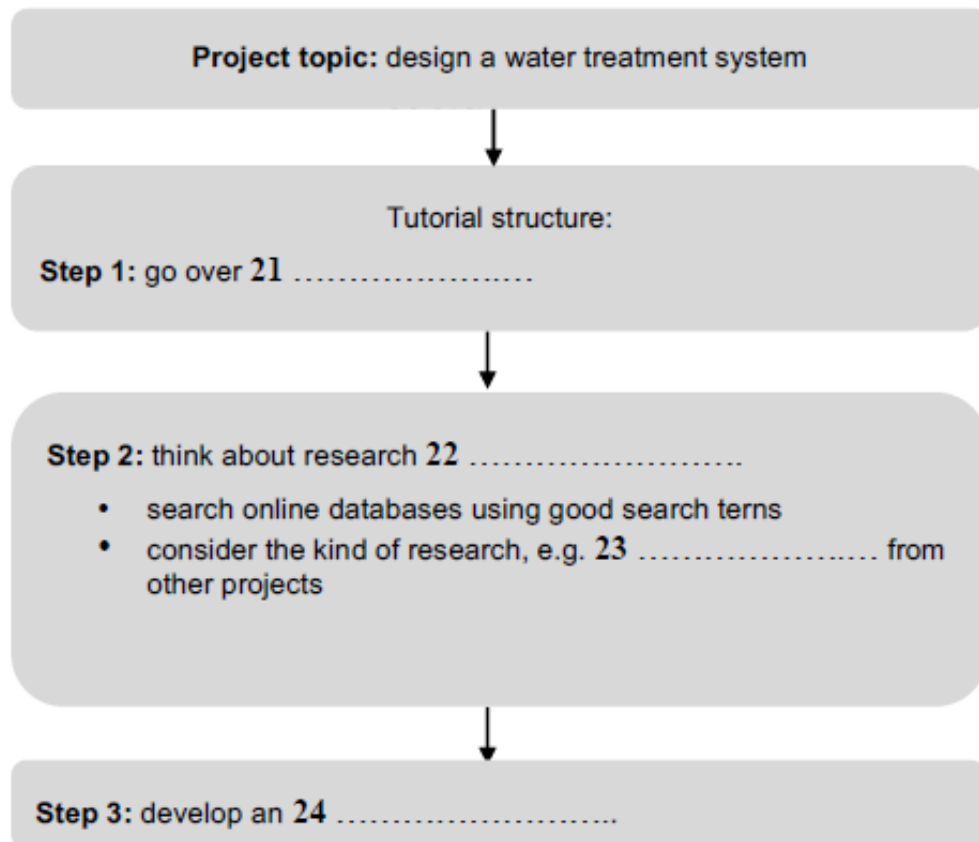 Project topic: design a water treatment system
Tutorial structure:
Step 1: go over 21 ……………………
Step 2: think about research 22 ………………………
• search online databases using good search terns
• consider the kind of research, e.g. 23 …………………… from
other projects
Step 3: develop an 24 ………………………..